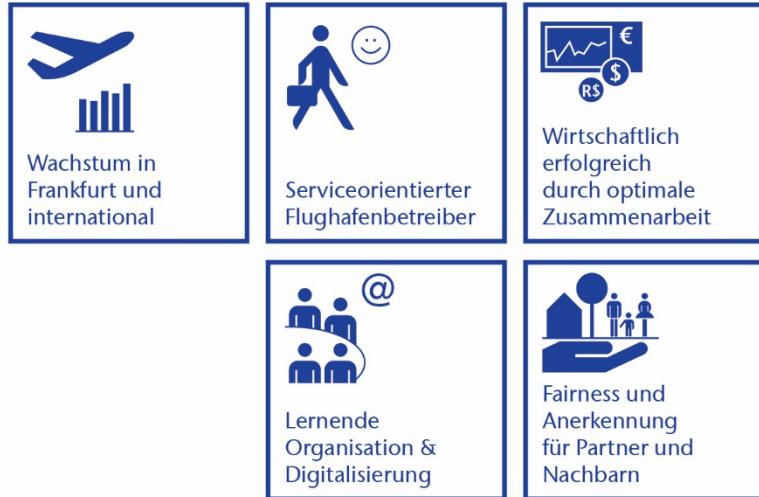 Wachstum in
Frankfurt und
international
Serviceorientierter
Flughafenbetreiber
€
$
R$
Wirtschaftlich
erfolgreich
durch optimale
Zusammenarbeit
@
Lernende
Organisation &
Digitalisierung
Fairness und
Anerkennung
für Partner und
Nachbarn